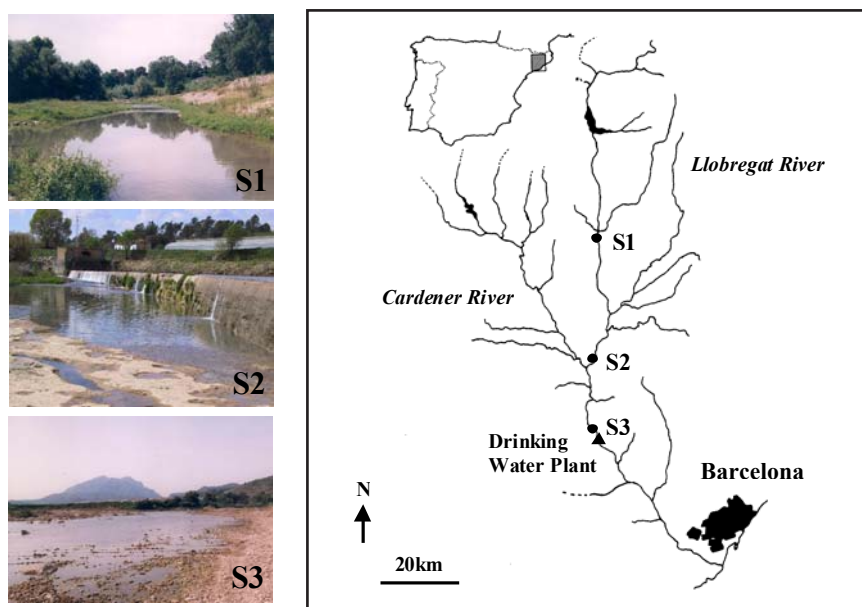 S1
S2
S3
Llobregat River
S1
Cardener River
S2
S3
Drinking
Water Plant
Barcelona
N
20km